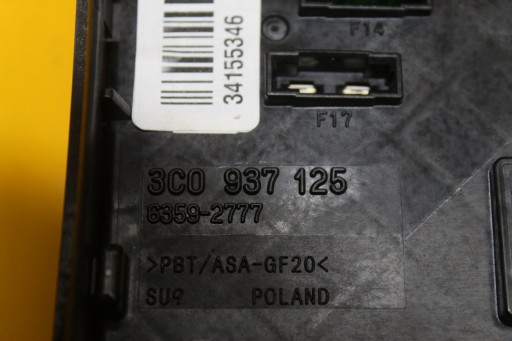 F14
34155346
F17
3C0 937 125
6359-2777
>PBT/ASA-GF20<
SU9 POLAND